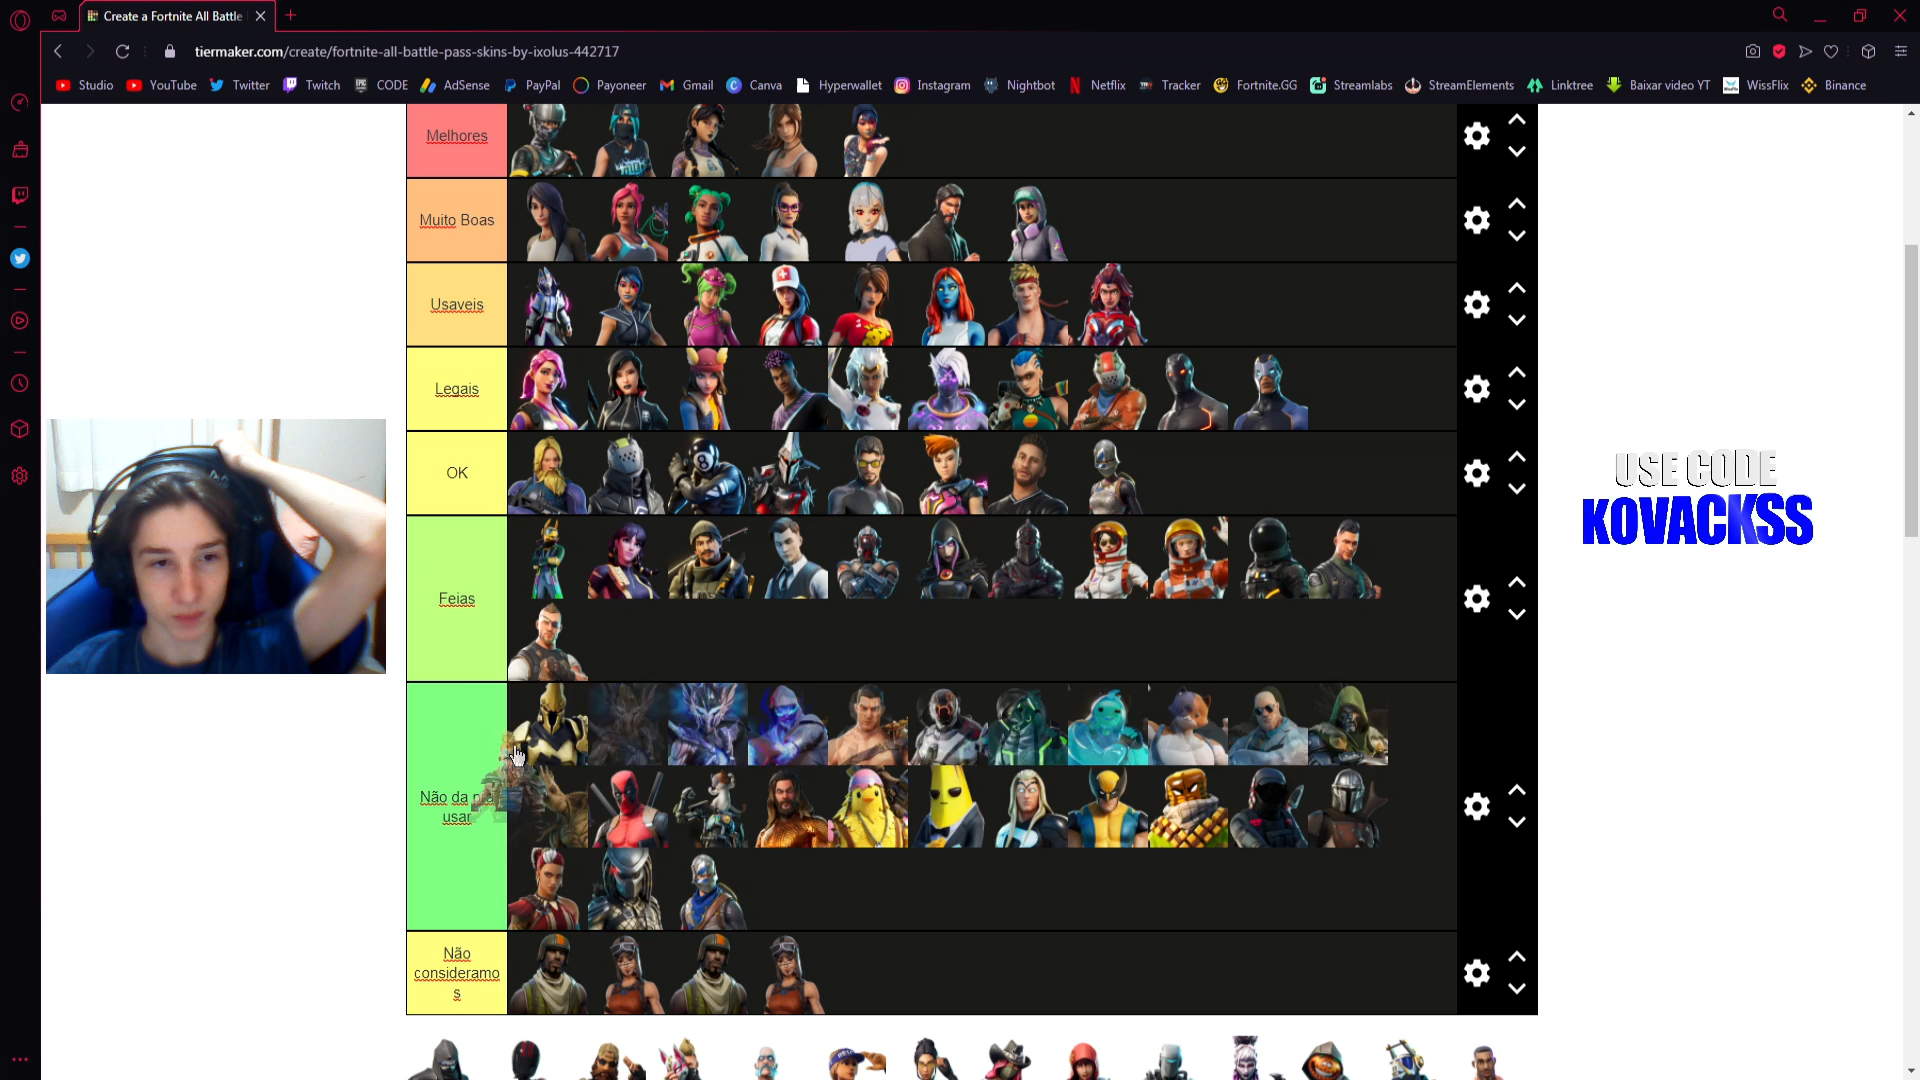 Create a Fortnite All Battle
tiermaker.com/create/fortnite-all-battle-pass-skins-by-ixolus-442717
Studio YouTube Twitter Twitch CODE AdSense PayPal Payoneer Gmail Canva Hyperwallet Instagram Nightbot Netflix Tracker Fortnite.GG Streamlabs StreamElements Linktree Baixar video YT WissFlix Binance
Melhores
Muito Boas
Usaveis
Legais
OK
Feias
Não da
usar
Não
consideramo
s
USE CODE
KOVACKSS